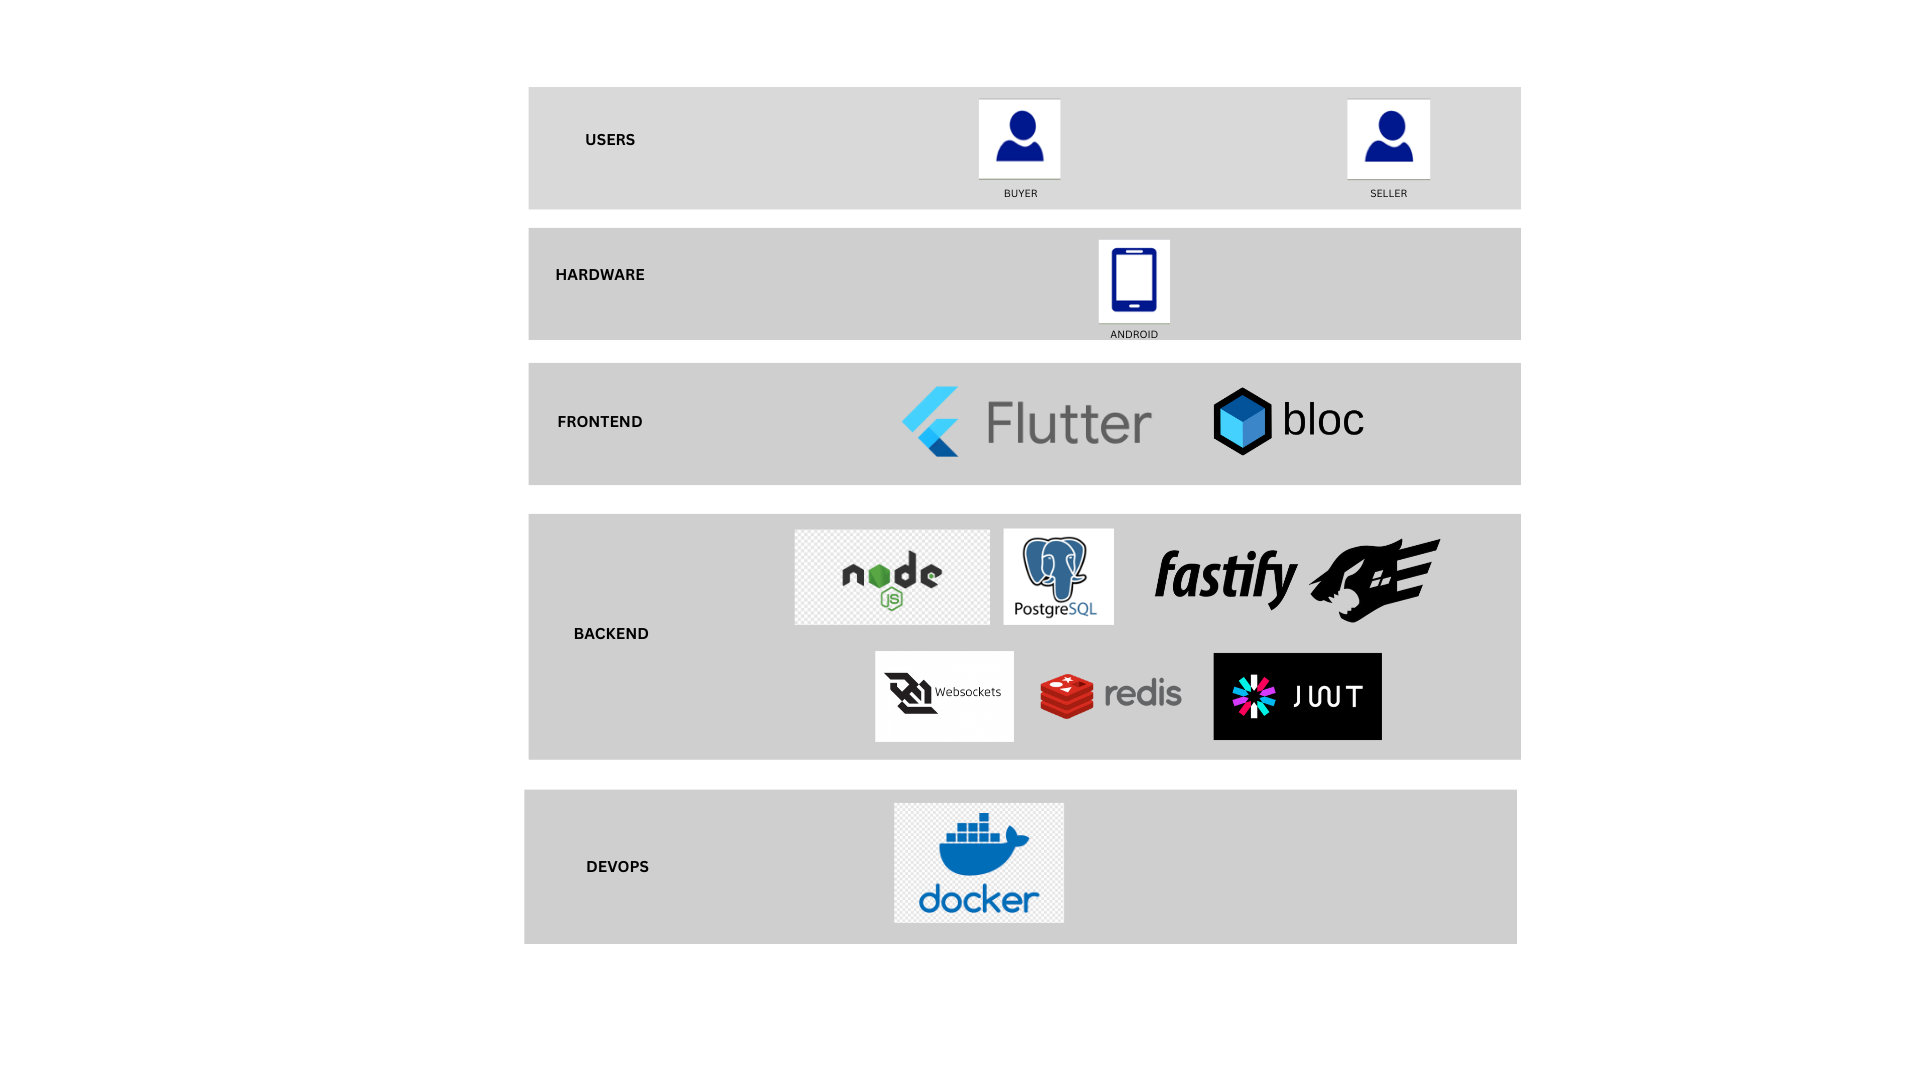 USERS
BUYER
SELLER
HARDWARE
ANDROID
FRONTEND
Flutter
bloc
BACKEND
node
JS
PostgreSQL
fastify
Websockets
redis
JWT
DEVOPS
docker